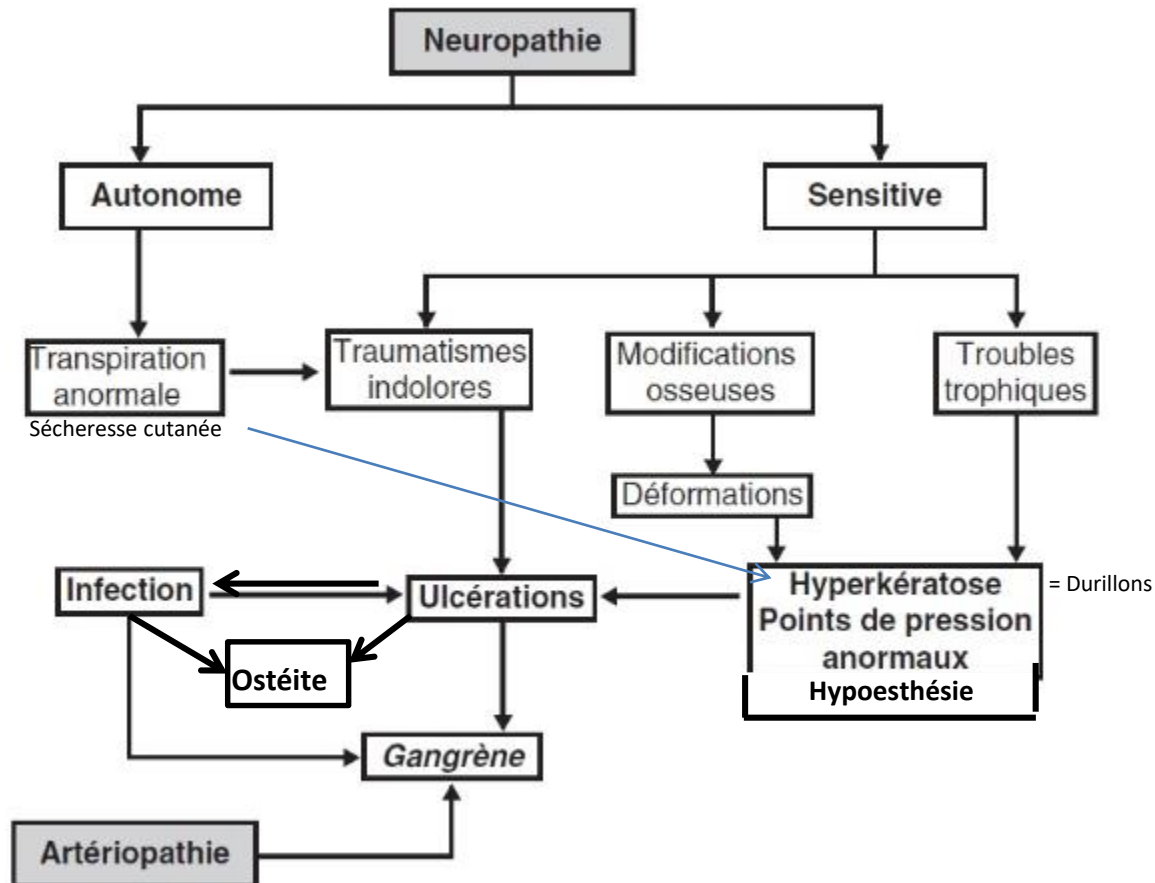 Neuropathie
Autonome
Sensitive
Transpiration
anormale
Sécheresse cutanée
Traumatismes
indolores
Modifications
osseuses
Troubles
trophiques
Déformations
Infection
Ulcérations
Hyperkératose
Points de pression
anormaux
Hypoesthésie
= Durillons
Ostéite
Gangrène
Artériopathie